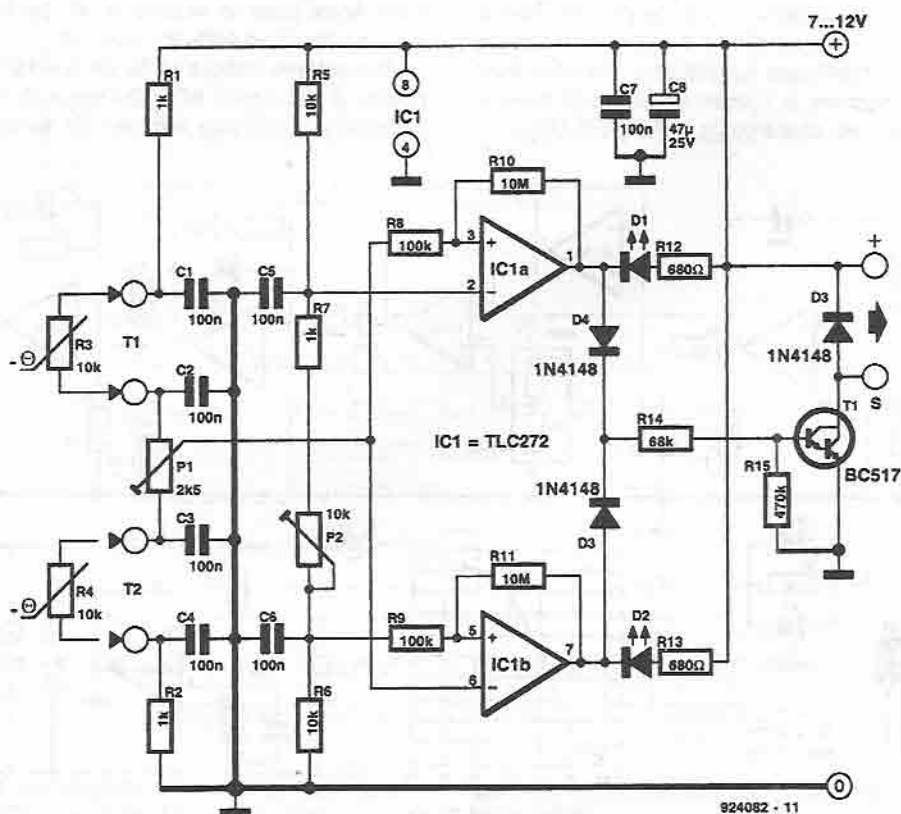 7...12V
+
R1
1k
R5
10k
8
IC1
4
C7
100n
C8
47µ
25V
R10
10M
R8
100k
3
+
IC1a
1
2
-
D1
R12
680Ω
+
C1
100n
C5
100n
R7
1k
D4
1N4148
D3
1N4148
S
-Θ
R3
10k
T1
C2
100n
P1
2k5
IC1 = TLC272
R14
68k
T1
BC517
R15
470k
1N4148
D3
10k
P2
C3
100n
-Θ
R4
10k
T2
C4
100n
C6
100n
R9
100k
R11
10M
5
+
IC1b
7
6
-
D2
R13
680Ω
R2
1k
R6
10k
0
924082 - 11